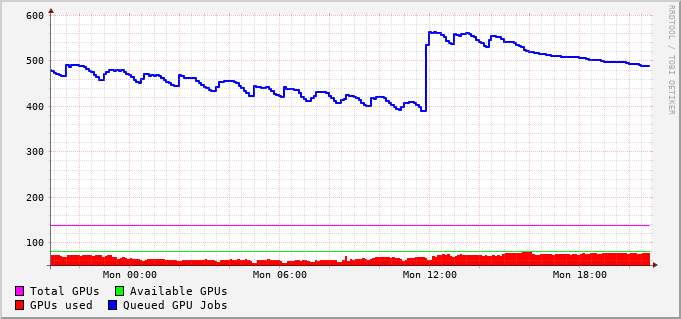 600
500
400
300
200
100
Mon 00:00 Mon 06:00 Mon 12:00 Mon 18:00
Total GPUs Available GPUs
GPUs used Queued GPU Jobs
RRDTOOL / TOBI OETIKER